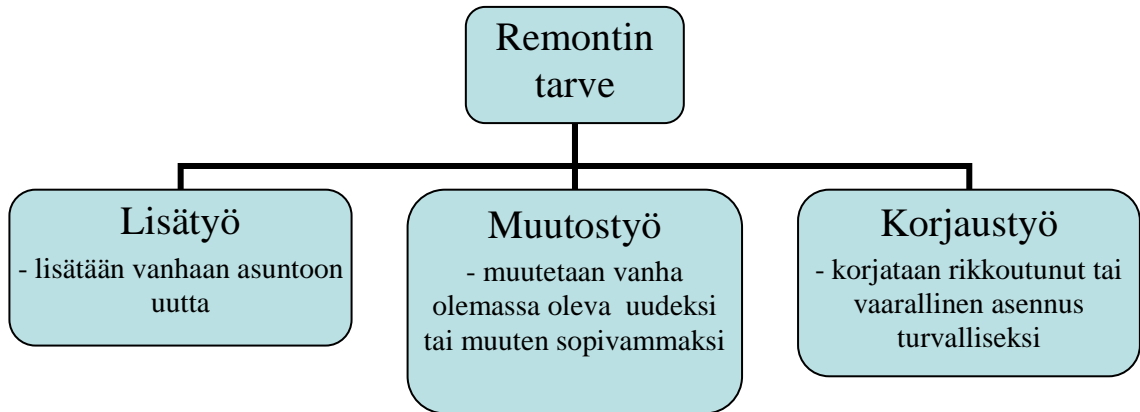 Remontin
tarve
Lisätyö
- lisätään vanhaan asuntoon
uutta
Muutostyö
- muutetaan vanha
olemassa oleva uudeksi
tai muuten sopivammaksi
Korjaustyö
- korjataan rikkoutunut tai
vaarallinen asennus
turvalliseksi